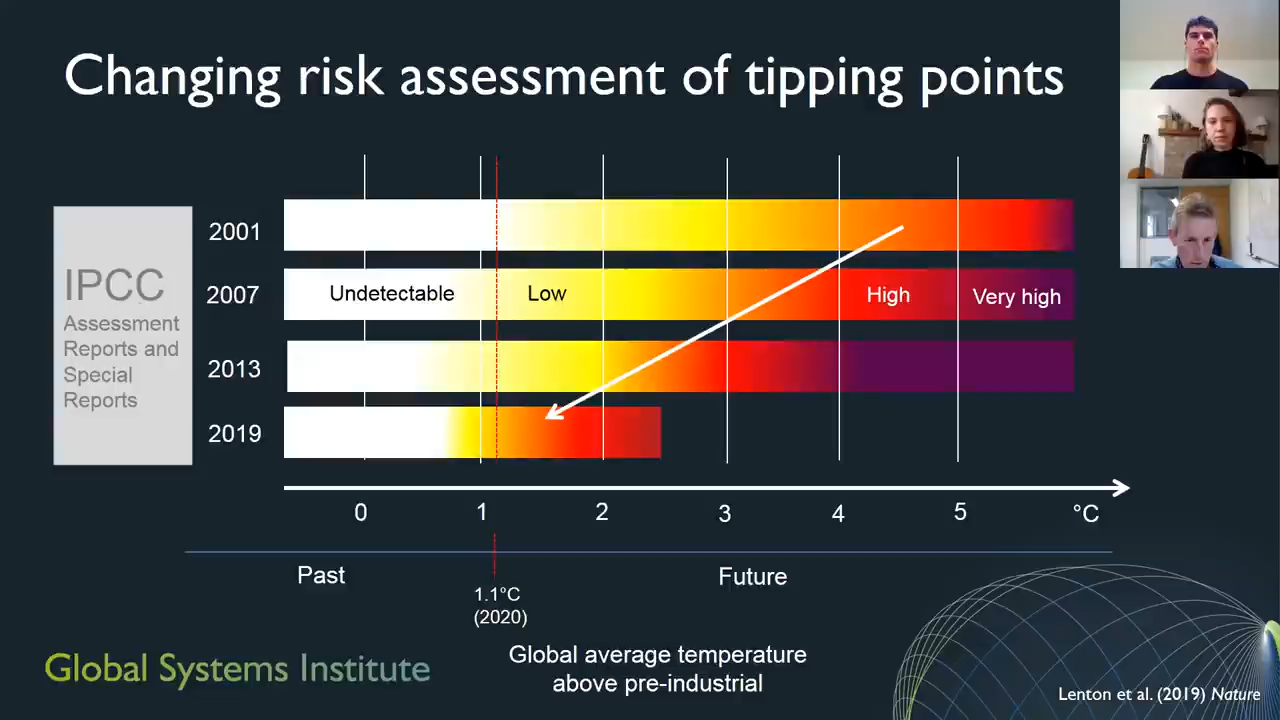 Changing risk assessment of tipping points
IPCC
Assessment
Reports and
Special
Reports
2001
2007
Undetectable
Low
High
Very high
2013
2019
0
1
2
3
4
5
°C
Past
Future
1.1°C
(2020)
Global average temperature
above pre-industrial
Global Systems Institute
Lenton et al. (2019) Nature